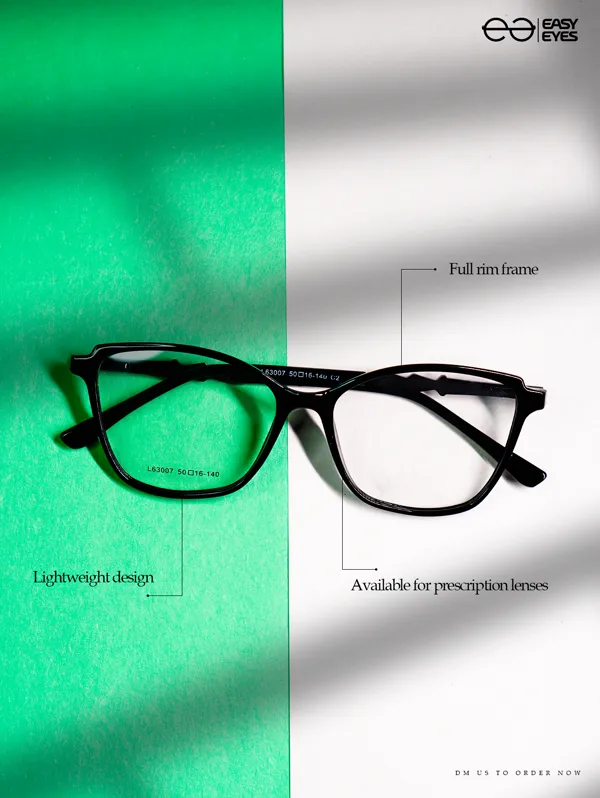 EASY
EYES
Full rim frame
L63007 50□16-140 C2
L63007 50□16-140
Lightweight design
Available for prescription lenses
DM US TO ORDER NOW